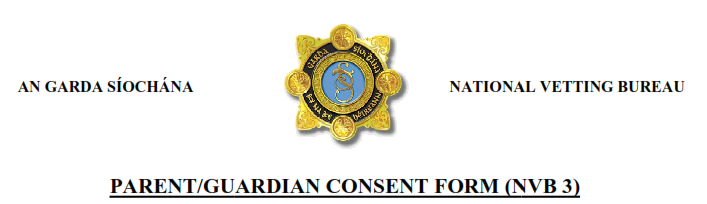 AN GARDA SÍOCHÁNA
NATIONAL VETTING BUREAU
PARENT/GUARDIAN CONSENT FORM (NVB 3)